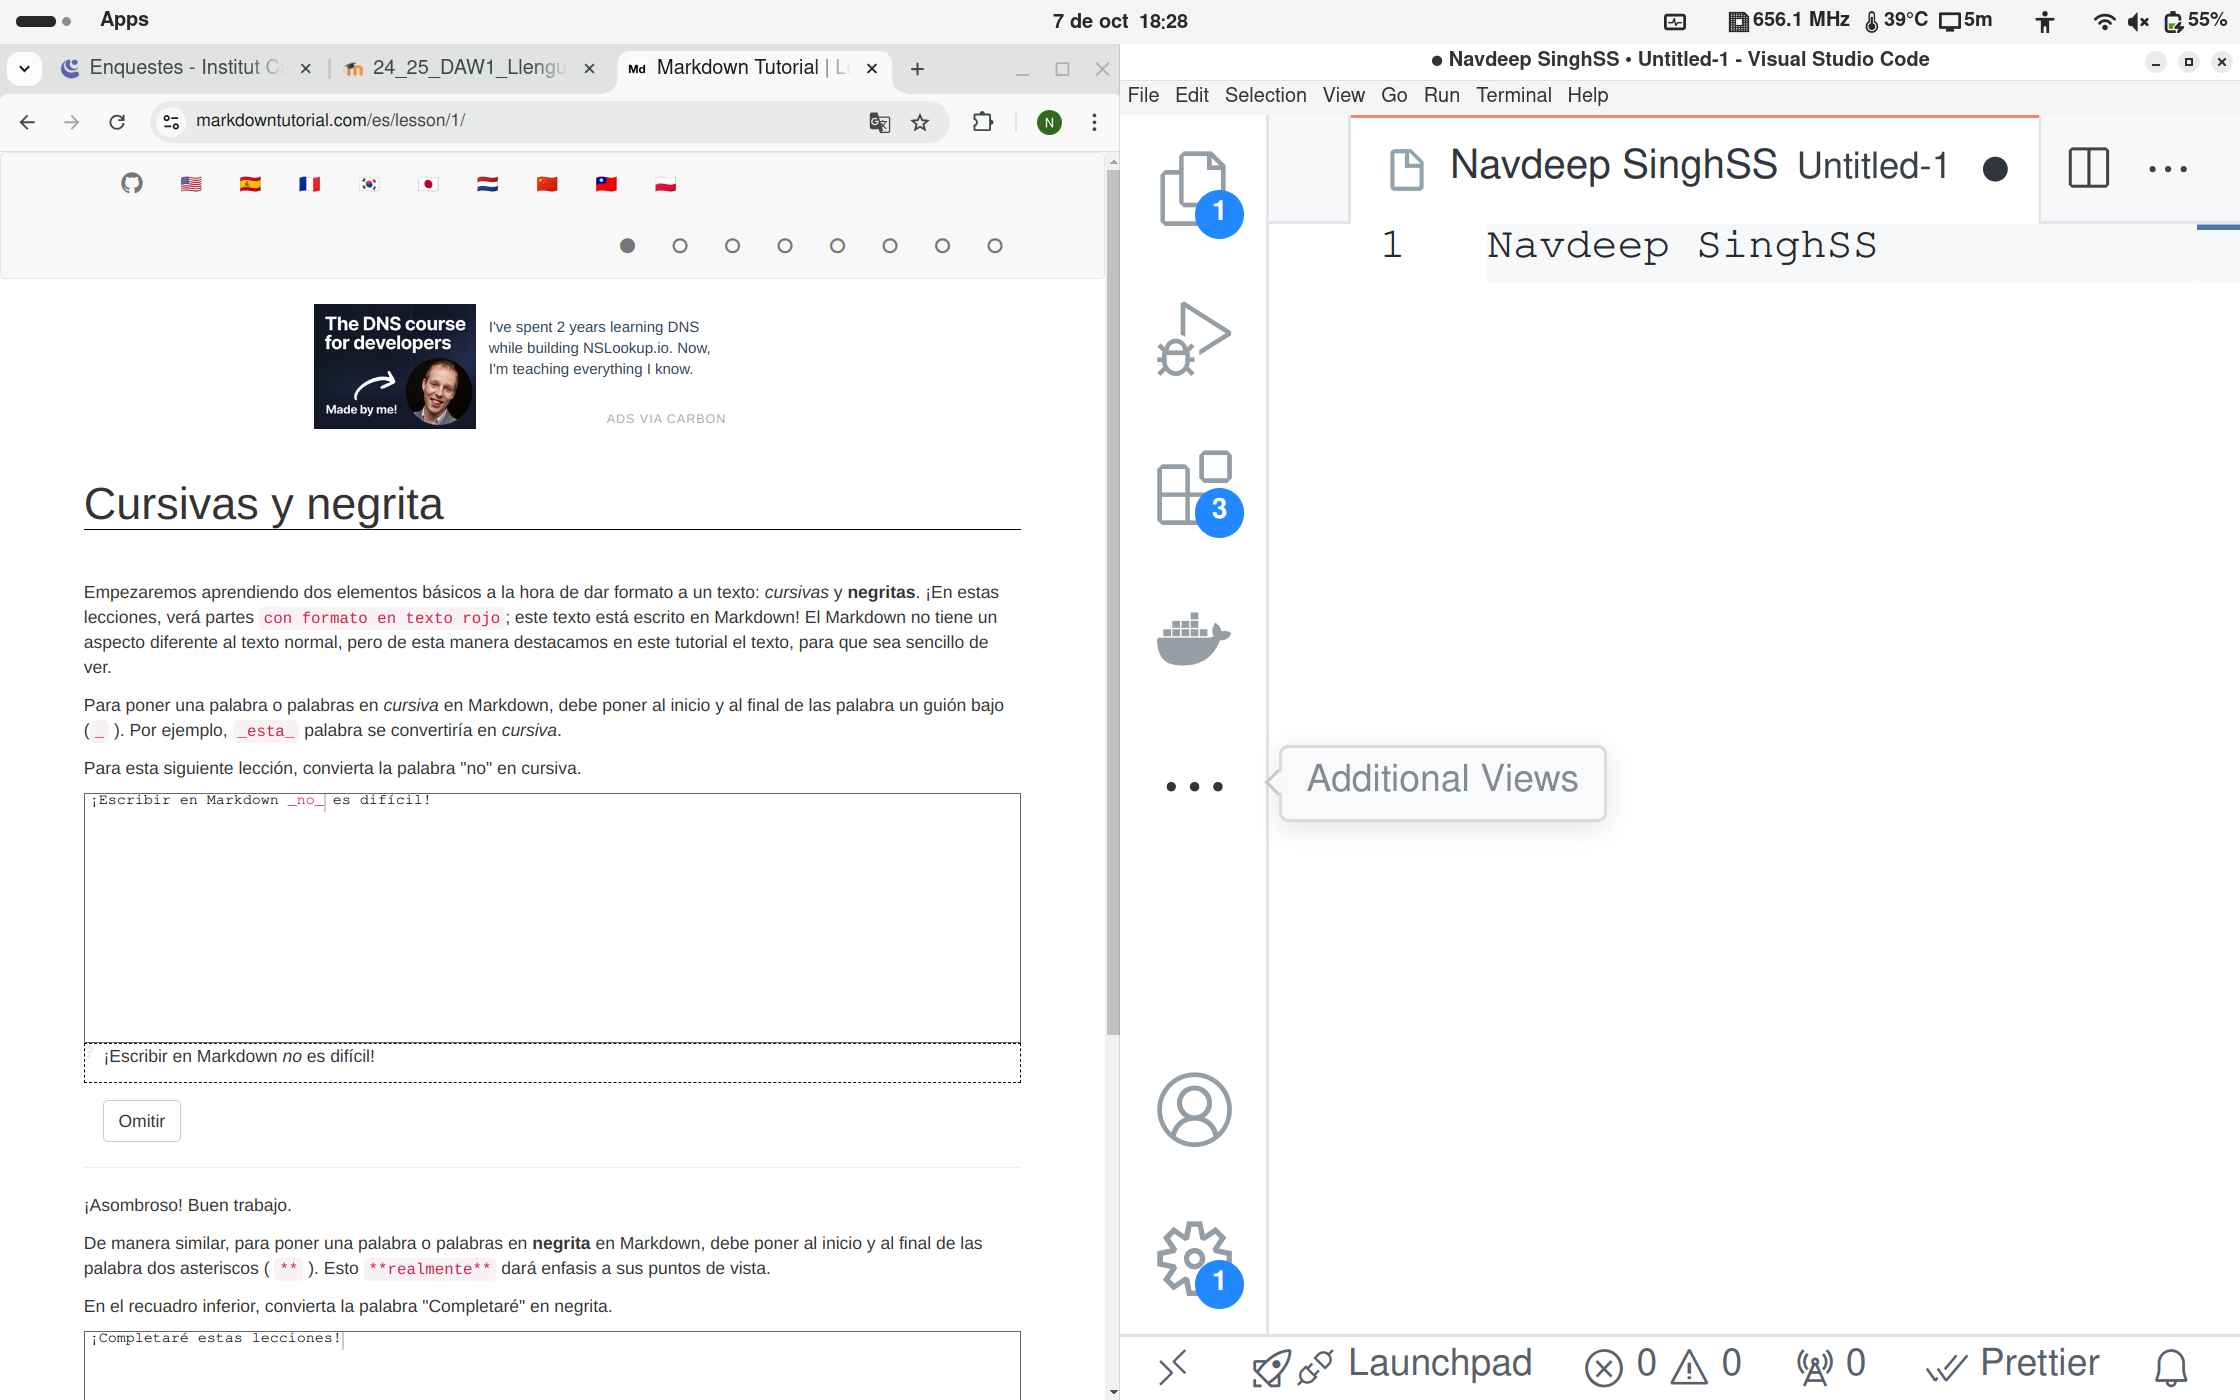 Apps
7 de oct 18:28
656.1 MHz 39°C 5m 55%
Enquestes - Institut C
24_25_DAW1_Llengu
Md Markdown Tutorial | L
markdowntutorial.com/es/lesson/1/
N
The DNS course
for developers
Made by me!
I've spent 2 years learning DNS
while building NSLookup.io. Now,
I'm teaching everything I know.
ADS VIA CARBON
Cursivas y negrita
Empezaremos aprendiendo dos elementos básicos a la hora de dar formato a un texto: cursivas y negritas. ¡En estas
lecciones, verá partes con formato en texto rojo ; este texto está escrito en Markdown! El Markdown no tiene un
aspecto diferente al texto normal, pero de esta manera destacamos en este tutorial el texto, para que sea sencillo de
ver.
Para poner una palabra o palabras en cursiva en Markdown, debe poner al inicio y al final de las palabra un guión bajo
( _ ). Por ejemplo, _esta_ palabra se convertiría en cursiva.
Para esta siguiente lección, convierta la palabra "no" en cursiva.
¡Escribir en Markdown _no_ es difícil!
¡Escribir en Markdown no es difícil!
Omitir
¡Asombroso! Buen trabajo.
De manera similar, para poner una palabra o palabras en negrita en Markdown, debe poner al inicio y al final de las
palabra dos asteriscos ( ** ). Esto **realmente** dará enfasis a sus puntos de vista.
En el recuadro inferior, convierta la palabra "Completaré" en negrita.
¡Completaré estas lecciones!
● Navdeep SinghSS • Untitled-1 - Visual Studio Code
File Edit Selection View Go Run Terminal Help
Navdeep SinghSS Untitled-1
1 Navdeep SinghSS
1
3
Additional Views
1
Launchpad 0 0 0 Prettier